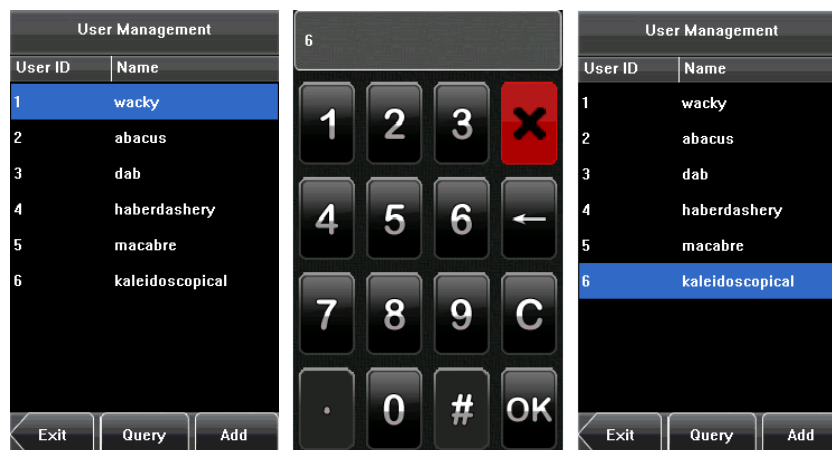 User Management
User ID Name
1 wacky
2 abacus
3 dab
4 haberdashery
5 macabre
6 kaleidoscopical
Exit Query Add
6
1 2 3 ✖
4 5 6 ←
7 8 9 C
. 0 # OK
User Management
User ID Name
1 wacky
2 abacus
3 dab
4 haberdashery
5 macabre
6 kaleidoscopical
Exit Query Add